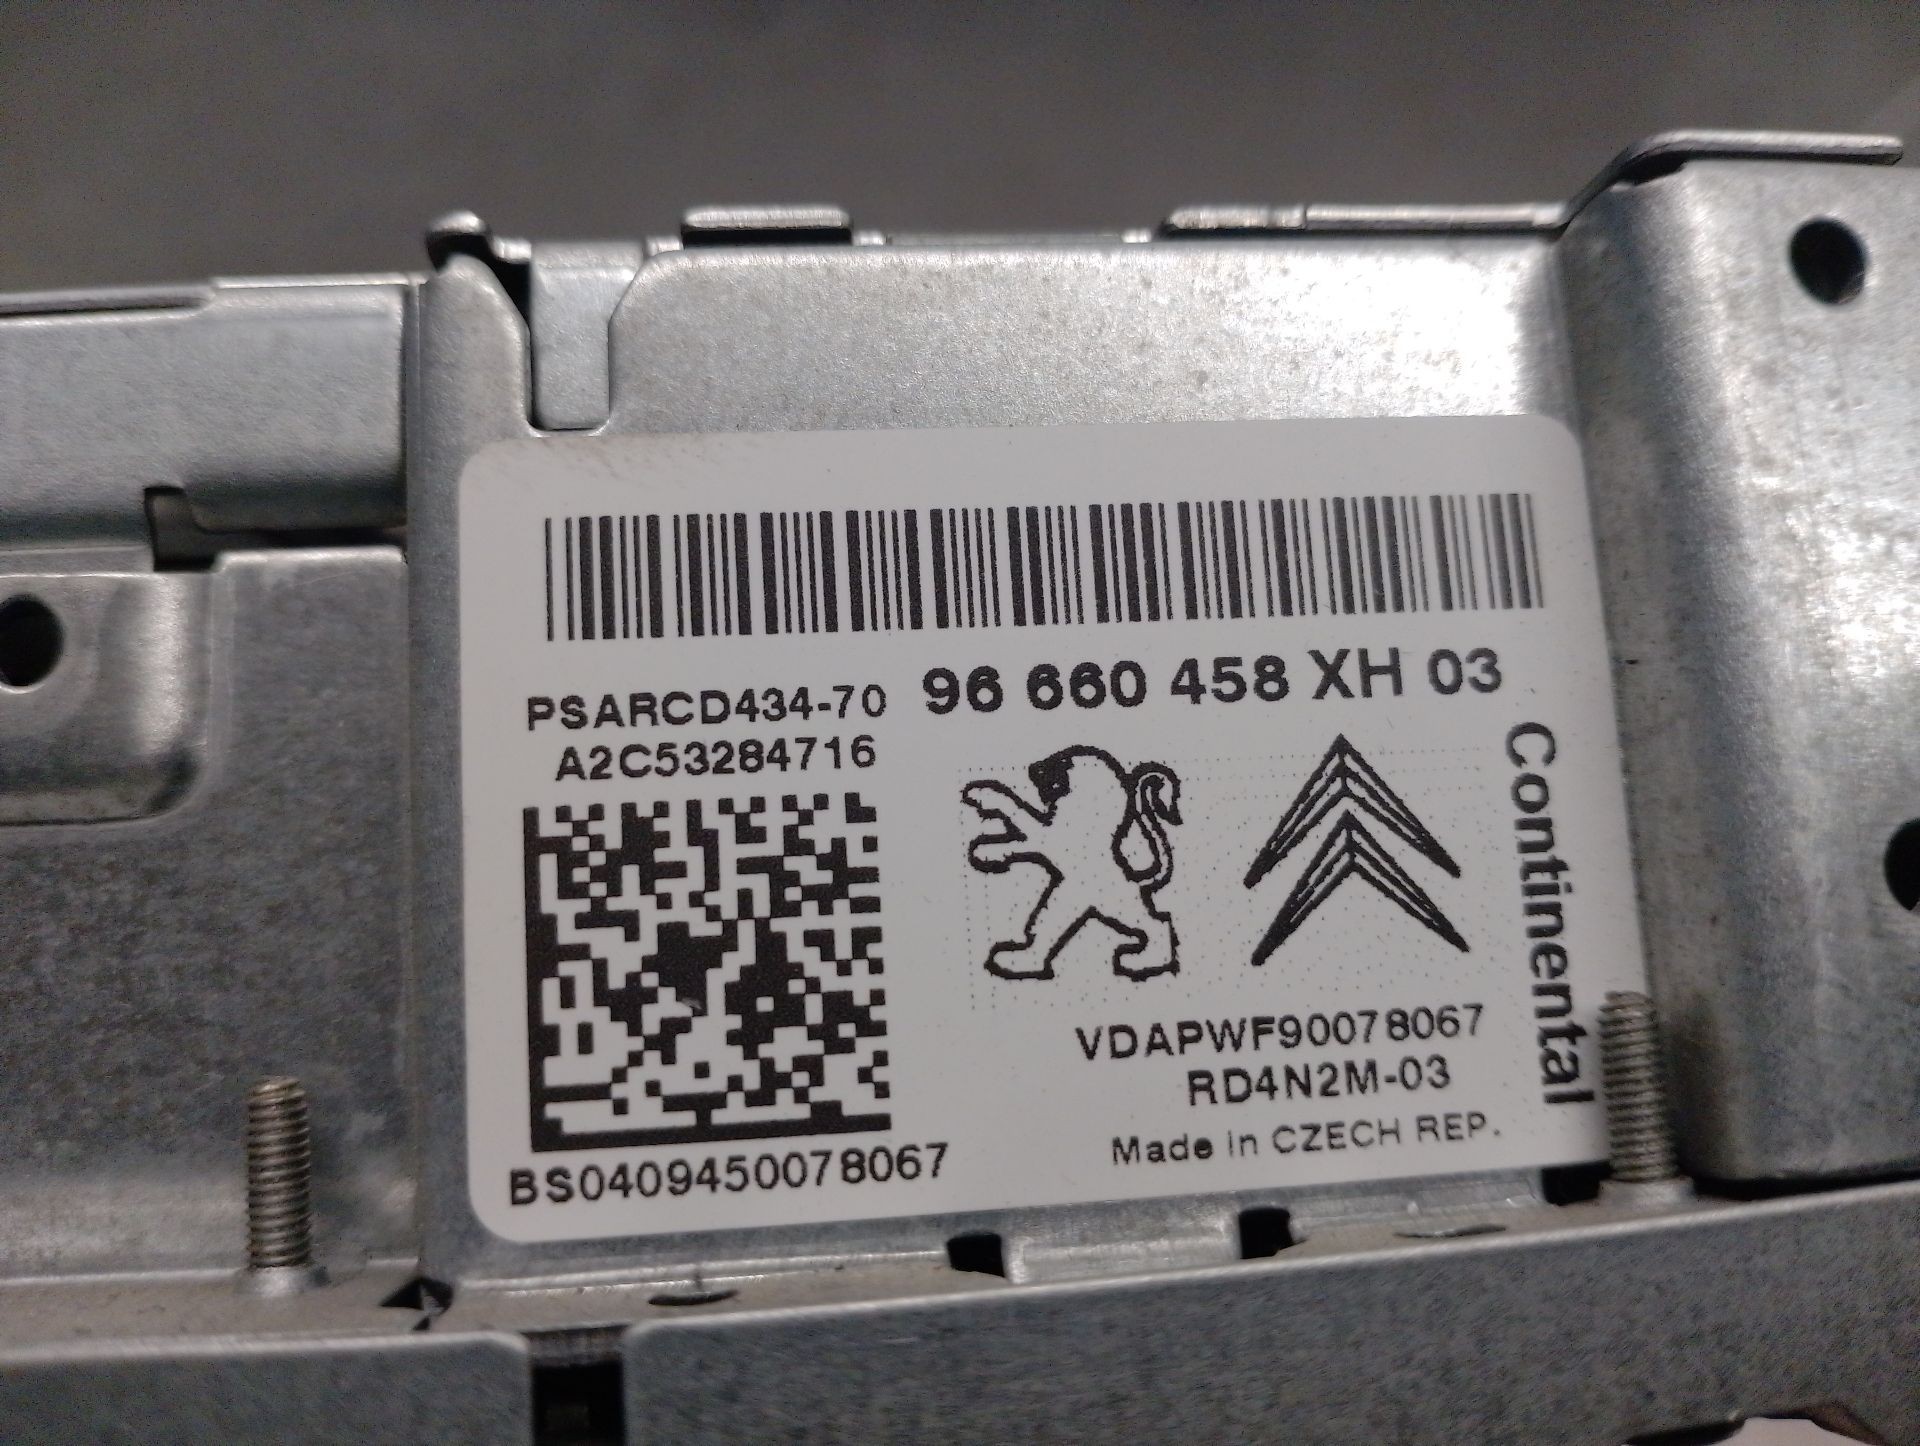 PSARCD434-70 96 660 458 XH 03
A2C53284716
Continental
VDAPWF90078067
RD4N2M-03
Made in CZECH REP.
BS0409450078067